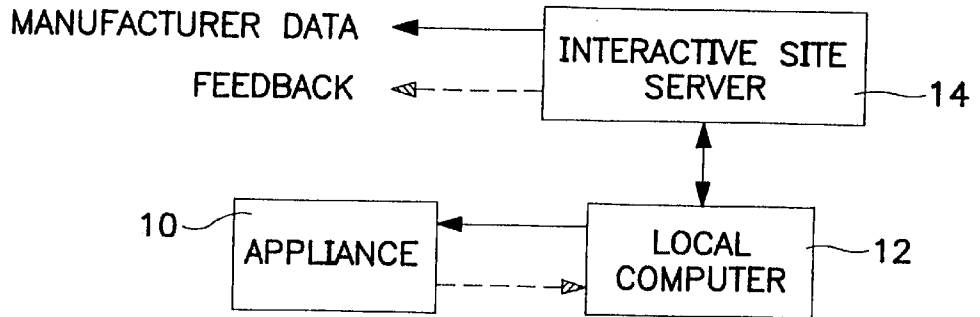 MANUFACTURER DATA
FEEDBACK
INTERACTIVE SITE
SERVER
14
10
APPLIANCE
LOCAL
COMPUTER
12